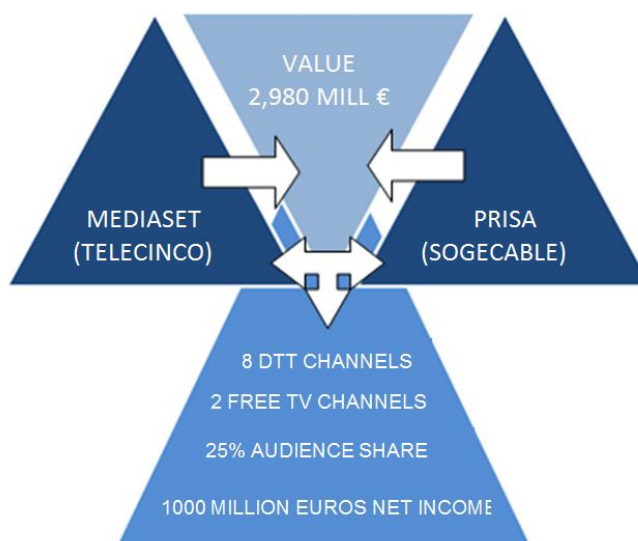 VALUE
2,980 MILL €
MEDIASET
(TELECINCO)
PRISA
(SOGECABLE)
8 DTT CHANNELS
2 FREE TV CHANNELS
25% AUDIENCE SHARE
1000 MILLION EUROS NET INCOME